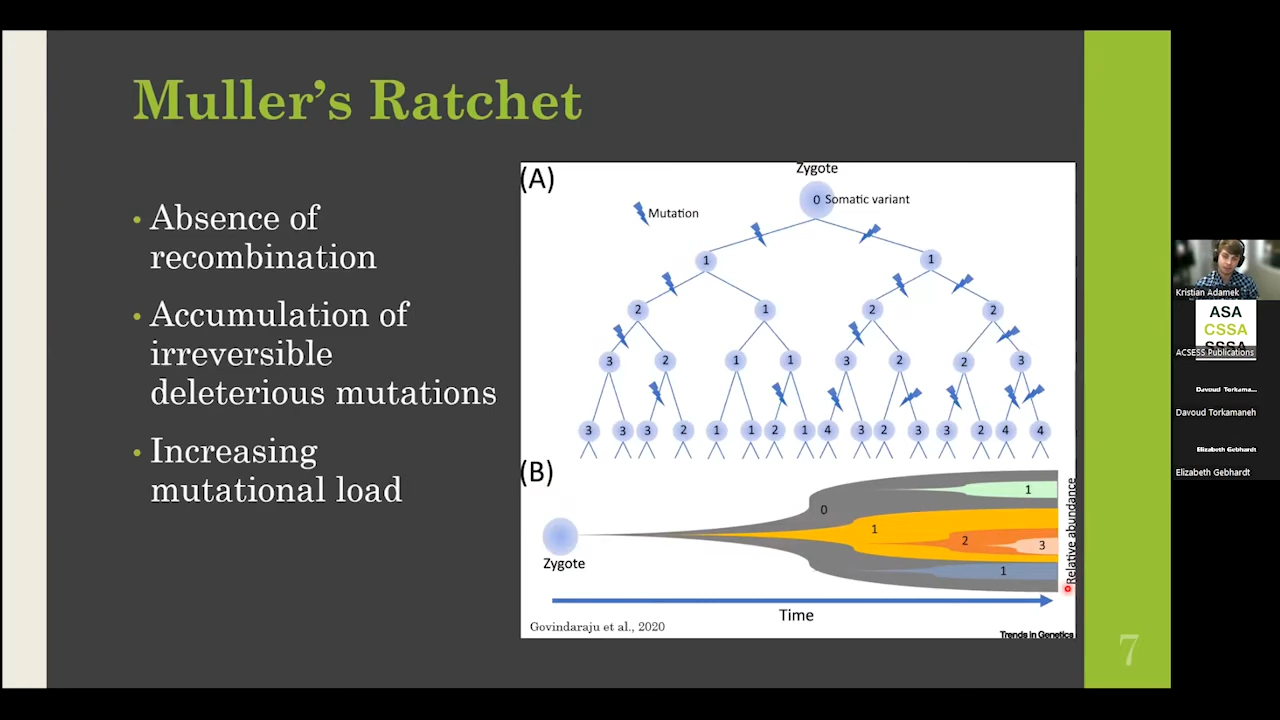 Muller's Ratchet
• Absence of
recombination
• Accumulation of
irreversible
deleterious mutations
• Increasing
mutational load
(A)
Zygote
0 Somatic variant
Mutation
1 1
2 1 2 2
3 2 1 1 3 2 2 3
3 3 3 2 1 1 2 1 4 3 2 3 3 2 4 4
(B)
Zygote
0
1
1
2
3
1
Relative abundance
Time
Govindaraju et al., 2020
Trends in Genetics
7
Kristian Adamek
ASA
CSSA
SSSA
ACSESS Publications
Davoud Torkama...
Davoud Torkamaneh
Elizabeth Gebhardt
Elizabeth Gebhardt